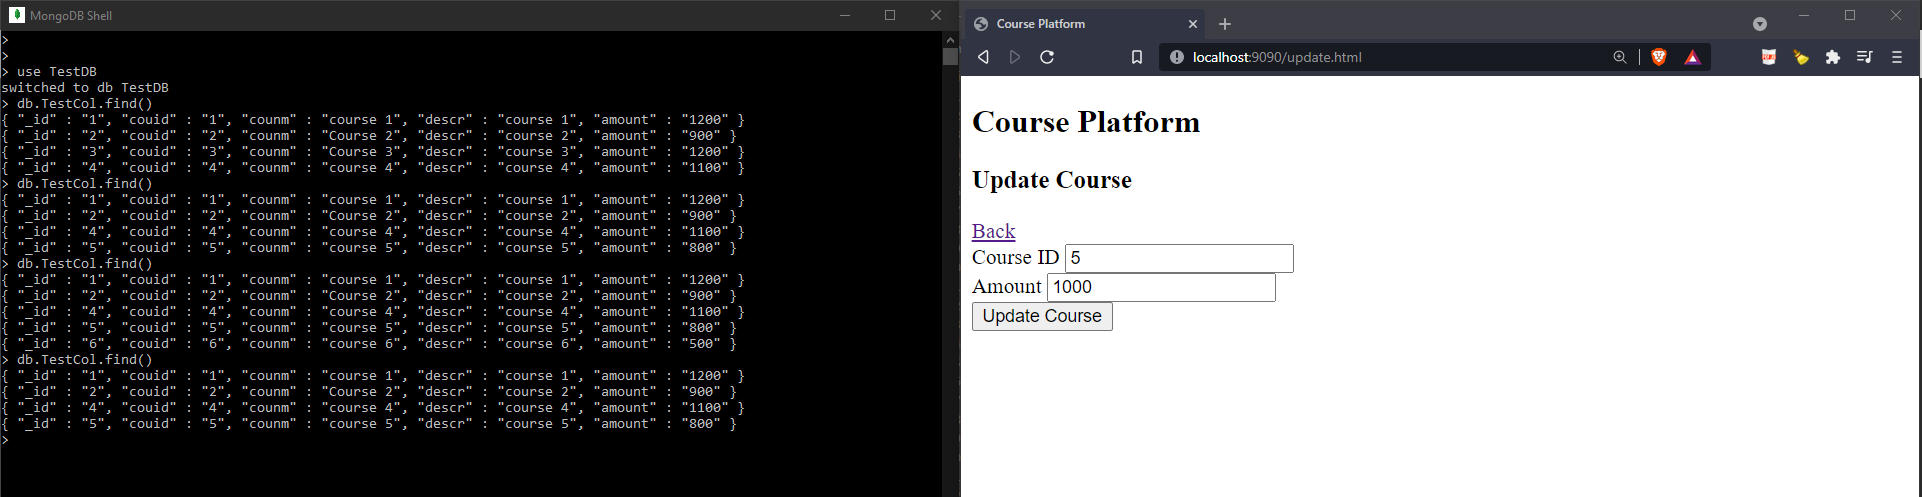 MongoDB Shell
>
>
> use TestDB
switched to db TestDB
> db.TestCol.find()
{ "_id" : "1", "couid" : "1", "counm" : "course 1", "descr" : "course 1", "amount" : "1200" }
{ "_id" : "2", "couid" : "2", "counm" : "Course 2", "descr" : "course 2", "amount" : "900" }
{ "_id" : "3", "couid" : "3", "counm" : "Course 3", "descr" : "course 3", "amount" : "1200" }
{ "_id" : "4", "couid" : "4", "counm" : "course 4", "descr" : "course 4", "amount" : "1100" }
> db.TestCol.find()
{ "_id" : "1", "couid" : "1", "counm" : "course 1", "descr" : "course 1", "amount" : "1200" }
{ "_id" : "2", "couid" : "2", "counm" : "Course 2", "descr" : "course 2", "amount" : "900" }
{ "_id" : "4", "couid" : "4", "counm" : "course 4", "descr" : "course 4", "amount" : "1100" }
{ "_id" : "5", "couid" : "5", "counm" : "course 5", "descr" : "course 5", "amount" : "800" }
> db.TestCol.find()
{ "_id" : "1", "couid" : "1", "counm" : "course 1", "descr" : "course 1", "amount" : "1200" }
{ "_id" : "2", "couid" : "2", "counm" : "Course 2", "descr" : "course 2", "amount" : "900" }
{ "_id" : "4", "couid" : "4", "counm" : "course 4", "descr" : "course 4", "amount" : "1100" }
{ "_id" : "5", "couid" : "5", "counm" : "course 5", "descr" : "course 5", "amount" : "800" }
{ "_id" : "6", "couid" : "6", "counm" : "course 6", "descr" : "course 6", "amount" : "500" }
> db.TestCol.find()
{ "_id" : "1", "couid" : "1", "counm" : "course 1", "descr" : "course 1", "amount" : "1200" }
{ "_id" : "2", "couid" : "2", "counm" : "Course 2", "descr" : "course 2", "amount" : "900" }
{ "_id" : "4", "couid" : "4", "counm" : "course 4", "descr" : "course 4", "amount" : "1100" }
{ "_id" : "5", "couid" : "5", "counm" : "course 5", "descr" : "course 5", "amount" : "800" }
>
Course Platform
localhost:9090/update.html
Course Platform
Update Course
Back
Course ID 5
Amount 1000
Update Course